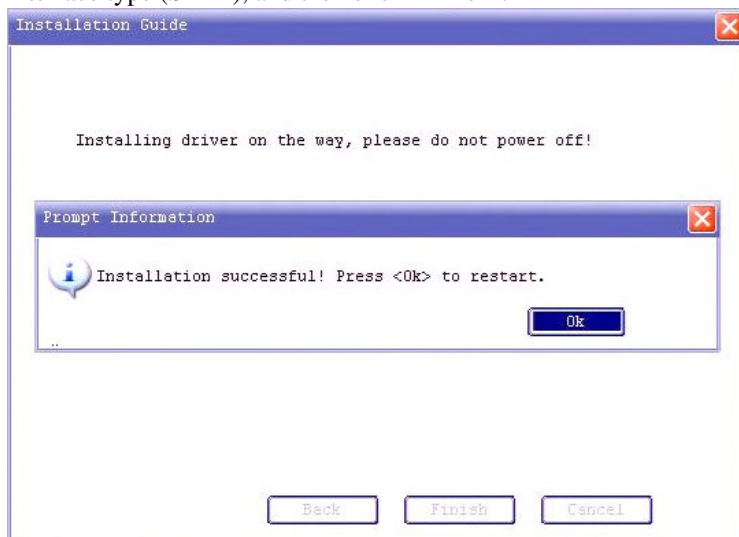 Installation Guide
Installing driver on the way, please do not power off!
Prompt Information
Installation successful! Press <Ok> to restart.
Ok
..
Back Finish Cancel